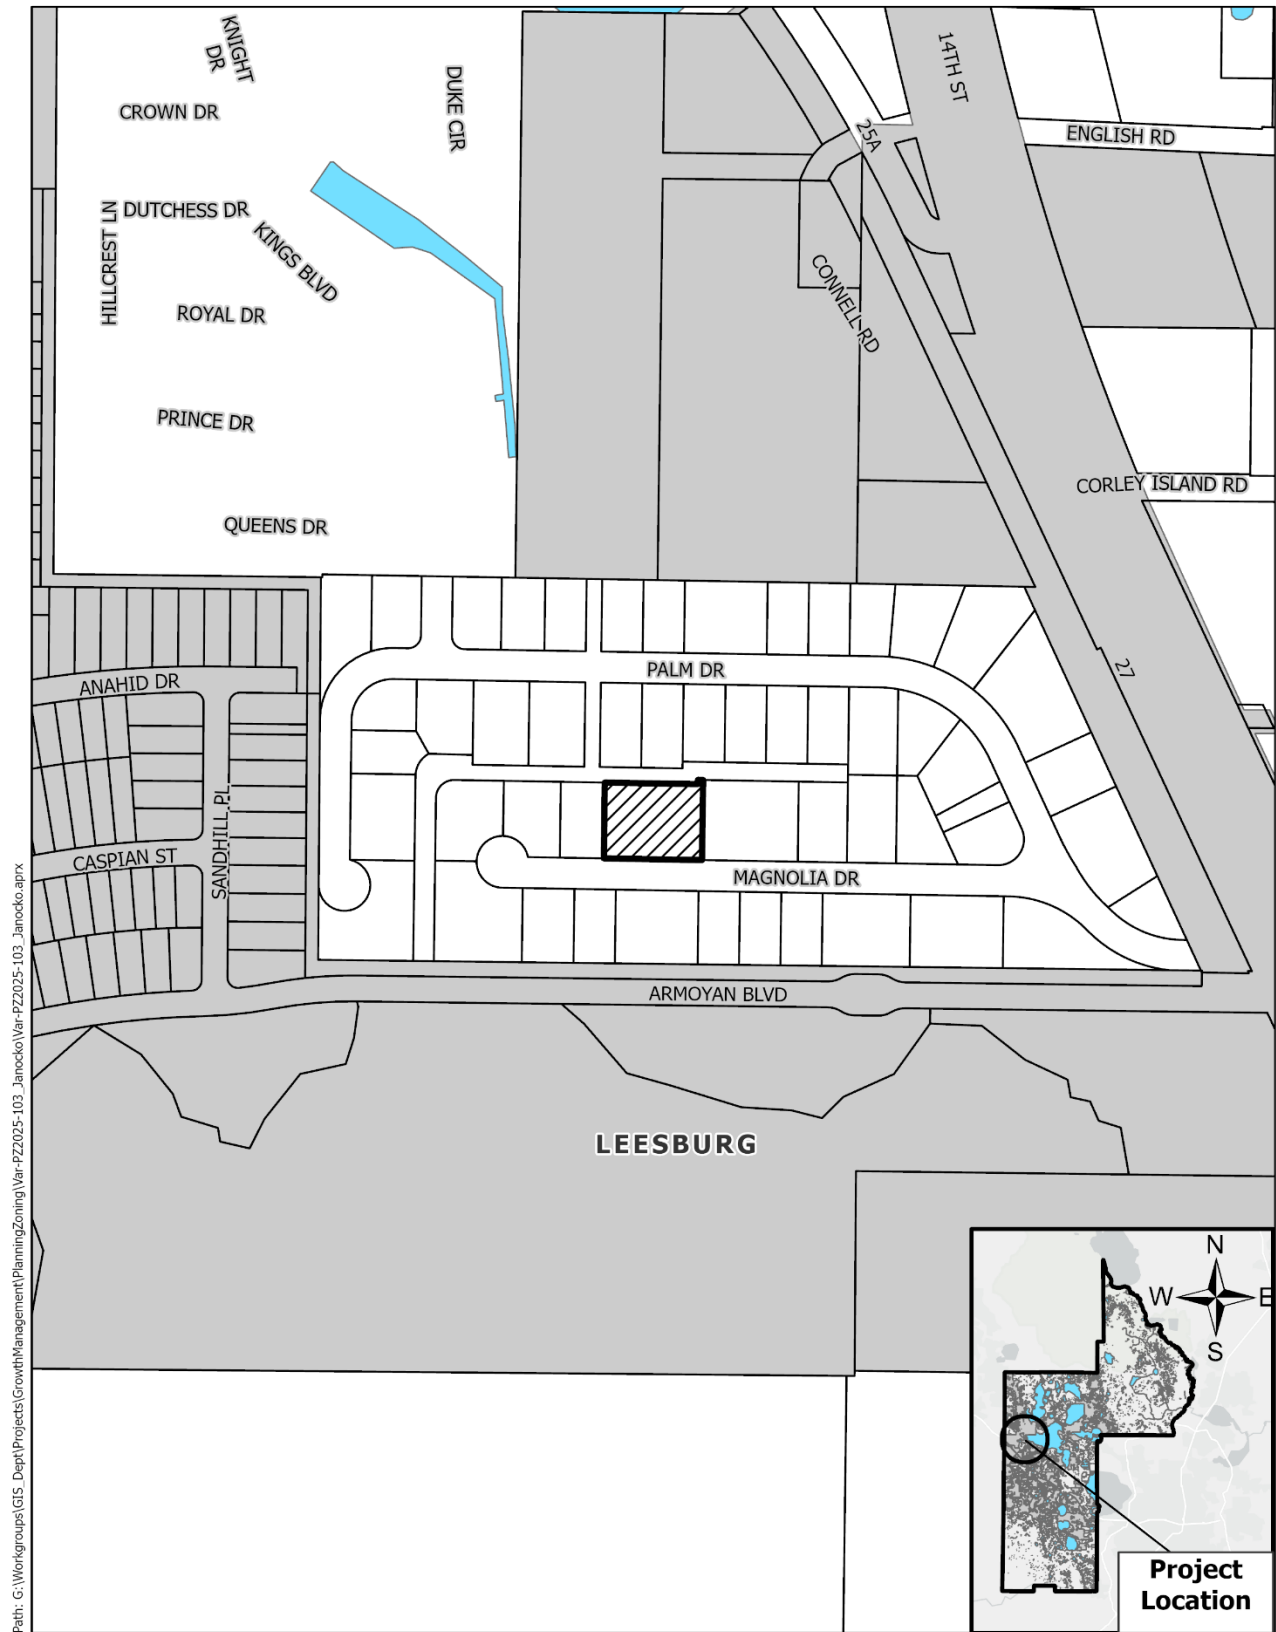 KNIGHT
DR
CROWN DR
DUKE CIR
14TH ST
25A
ENGLISH RD
HILLCREST LN
DUTCHESS DR
KINGS BLVD
ROYAL DR
CONNELL RD
PRINCE DR
CORLEY ISLAND RD
QUEENS DR
27
PALM DR
ANAHID DR
SANDHILL PL
CASPIAN ST
MAGNOLIA DR
ARMOYAN BLVD
LEESBURG
N
W
E
S
Project
Location
Path: G:\Workgroups\GIS_Dept\Projects\GrowthManagement\PlanningZoning\Var-PZ2025-103_Janocko\Var-PZ2025-103_Janocko.aprx